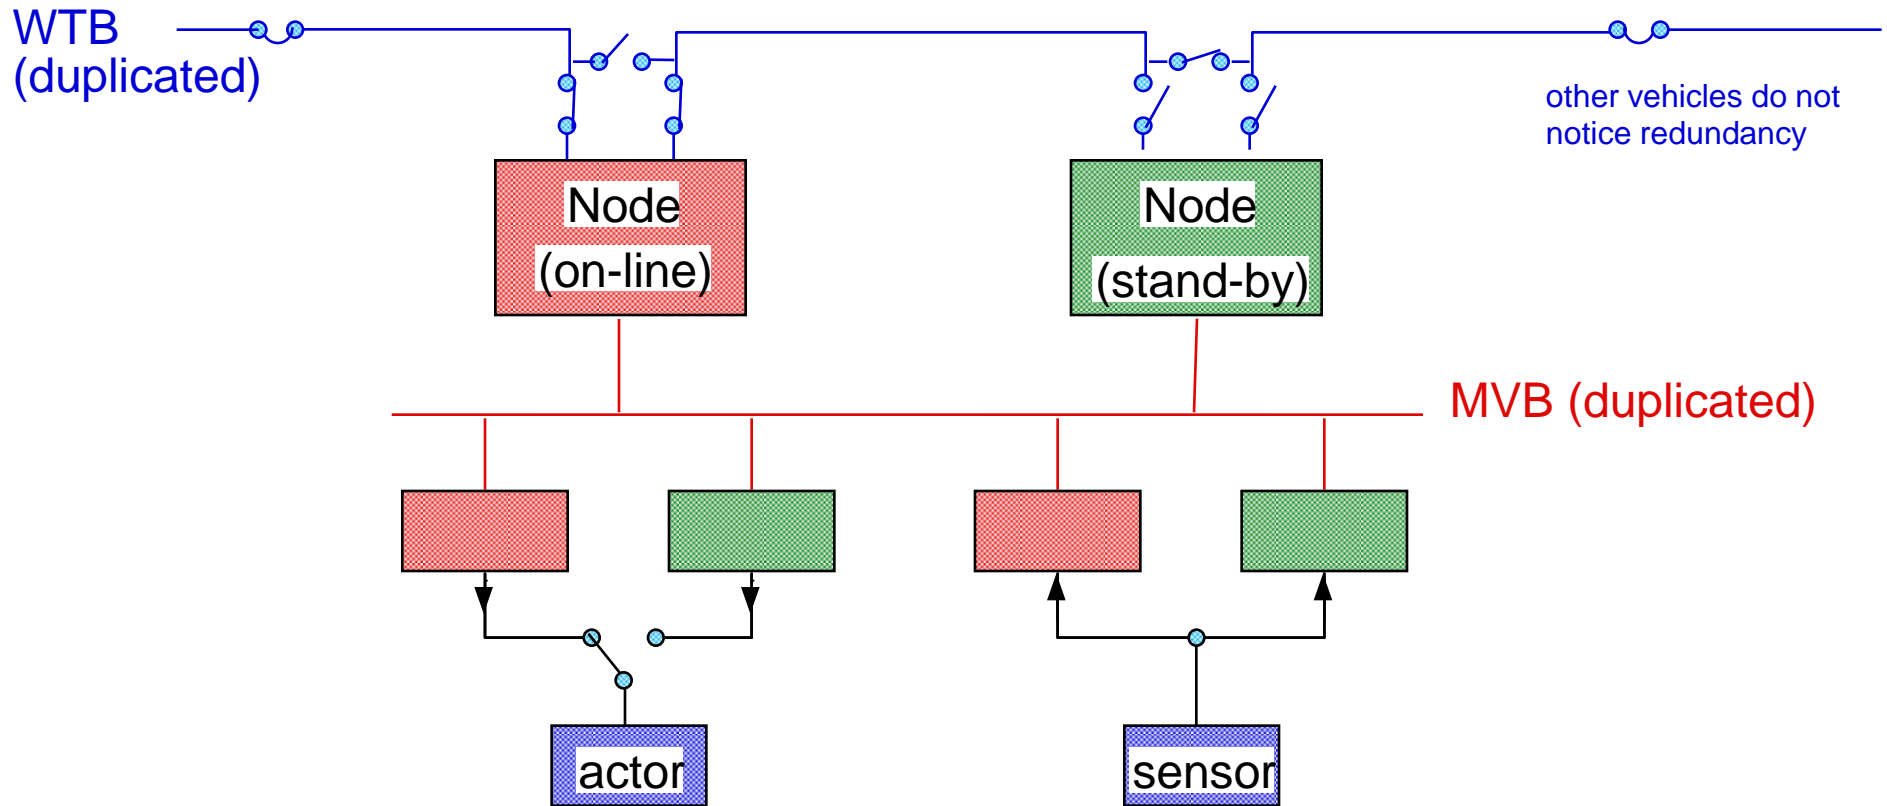 WTB
(duplicated)
other vehicles do not
notice redundancy
Node
(on-line)
Node
(stand-by)
MVB (duplicated)
actor
sensor